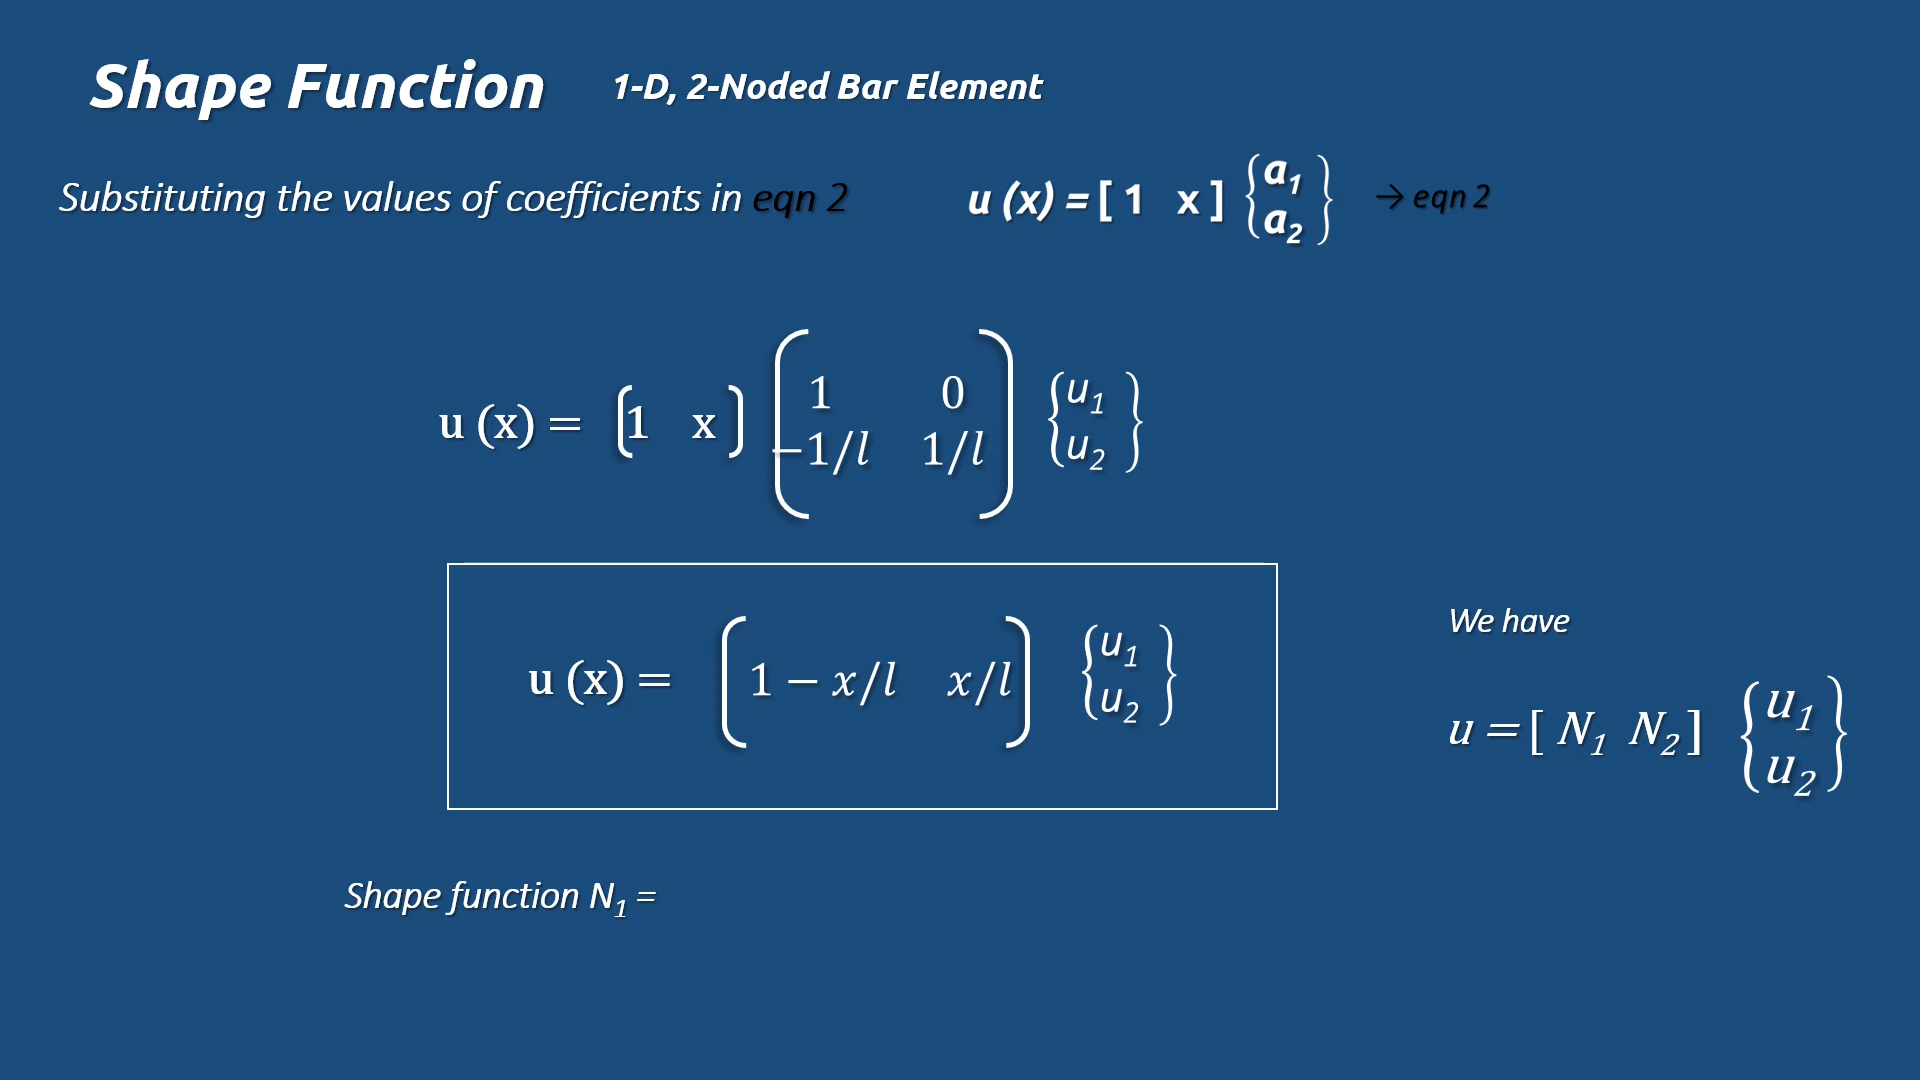 Shape Function 1-D, 2-Noded Bar Element
Substituting the values of coefficients in eqn 2 u (x) = [ 1 x ] { a1 a2 } → eqn 2
u (x) = [ 1 x ] [ 1 0 −1/l 1/l ] { u1 u2 }
u (x) = [ 1 − x/l x/l ] { u1 u2 }
We have
u = [ N1 N2 ] { u1 u2 }
Shape function N1 =